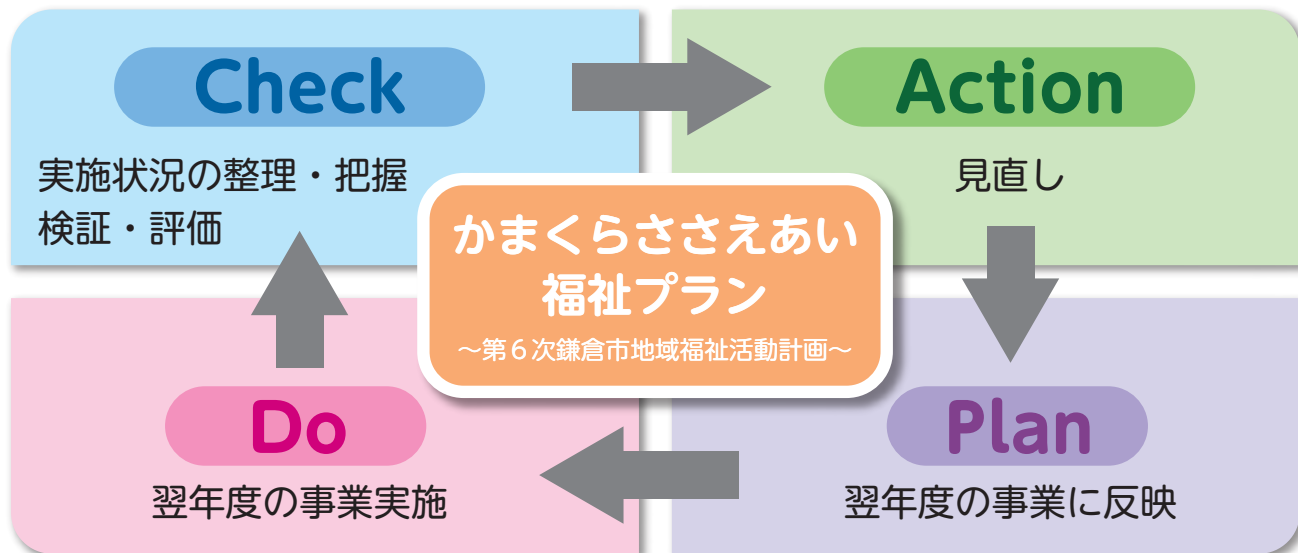 Check
実施状況の整理・把握
検証・評価
Action
見直し
かまくらささえあい
福祉プラン
～第６次鎌倉市地域福祉活動計画～
Do
翌年度の事業実施
Plan
翌年度の事業に反映